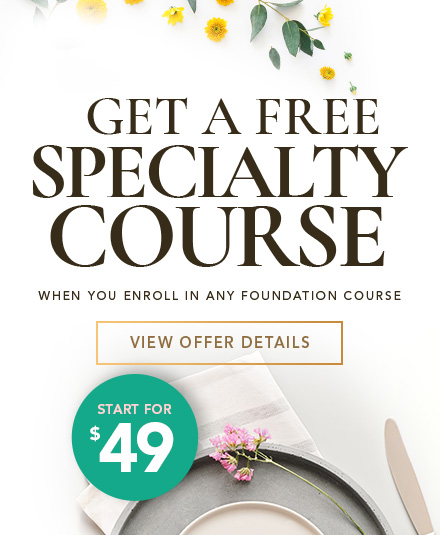 GET A FREE
SPECIALTY
COURSE
WHEN YOU ENROLL IN ANY FOUNDATION COURSE
VIEW OFFER DETAILS
START FOR
$49